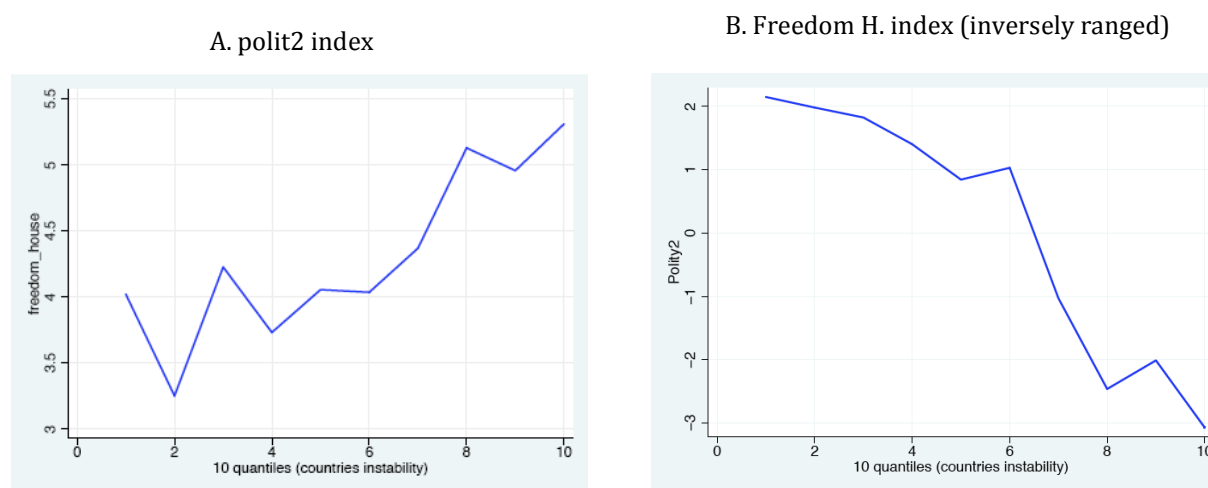 A. polit2 index
freedom_house
5.5
5
4.5
4
3.5
3
0 2 4 6 8 10
10 quantiles (countries instability)
B. Freedom H. index (inversely ranged)
Polity2
2
1
0
−1
−2
−3
0 2 4 6 8 10
10 quantiles (countries instability)